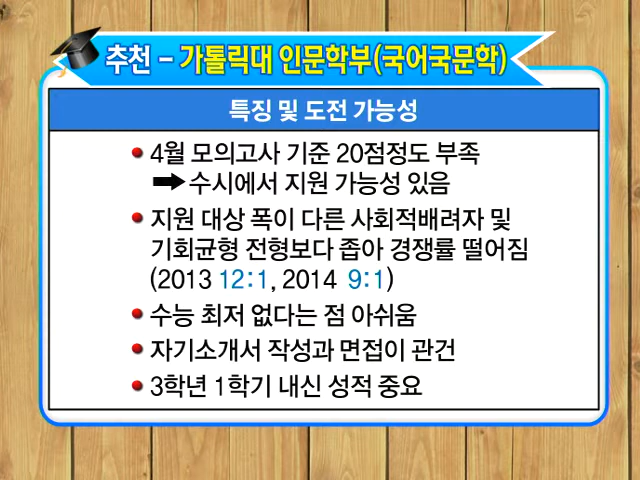 추천 - 가톨릭대 인문학부(국어국문학)
특징 및 도전 가능성
4월 모의고사 기준 20점정도 부족
➡수시에서 지원 가능성 있음
지원 대상 폭이 다른 사회적배려자 및
기회균형 전형보다 좁아 경쟁률 떨어짐
(2013 12:1, 2014 9:1)
수능 최저 없다는 점 아쉬움
자기소개서 작성과 면접이 관건
3학년 1학기 내신 성적 중요